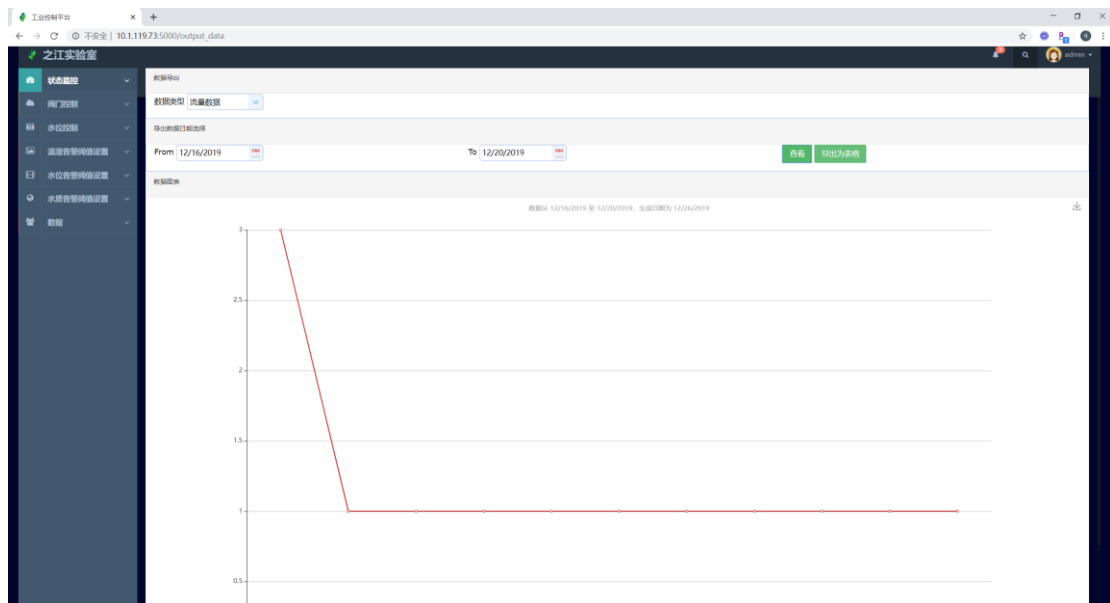 工业控制平台
不安全 | 10.1.119.73:5000/output_data
之江实验室
3
admin
状态监控
阀门控制
水位控制
温湿告警阈值设置
水位告警阈值设置
水质告警阈值设置
数据
数据导出
数据类型 流量数据
导出数据日期选择
From 12/16/2019 To 12/20/2019 查看 导出为表格
数据图表
数据从 12/16/2019 至 12/20/2019, 生成日期为 12/26/2019
3
2.5
2
1.5
1
0.5